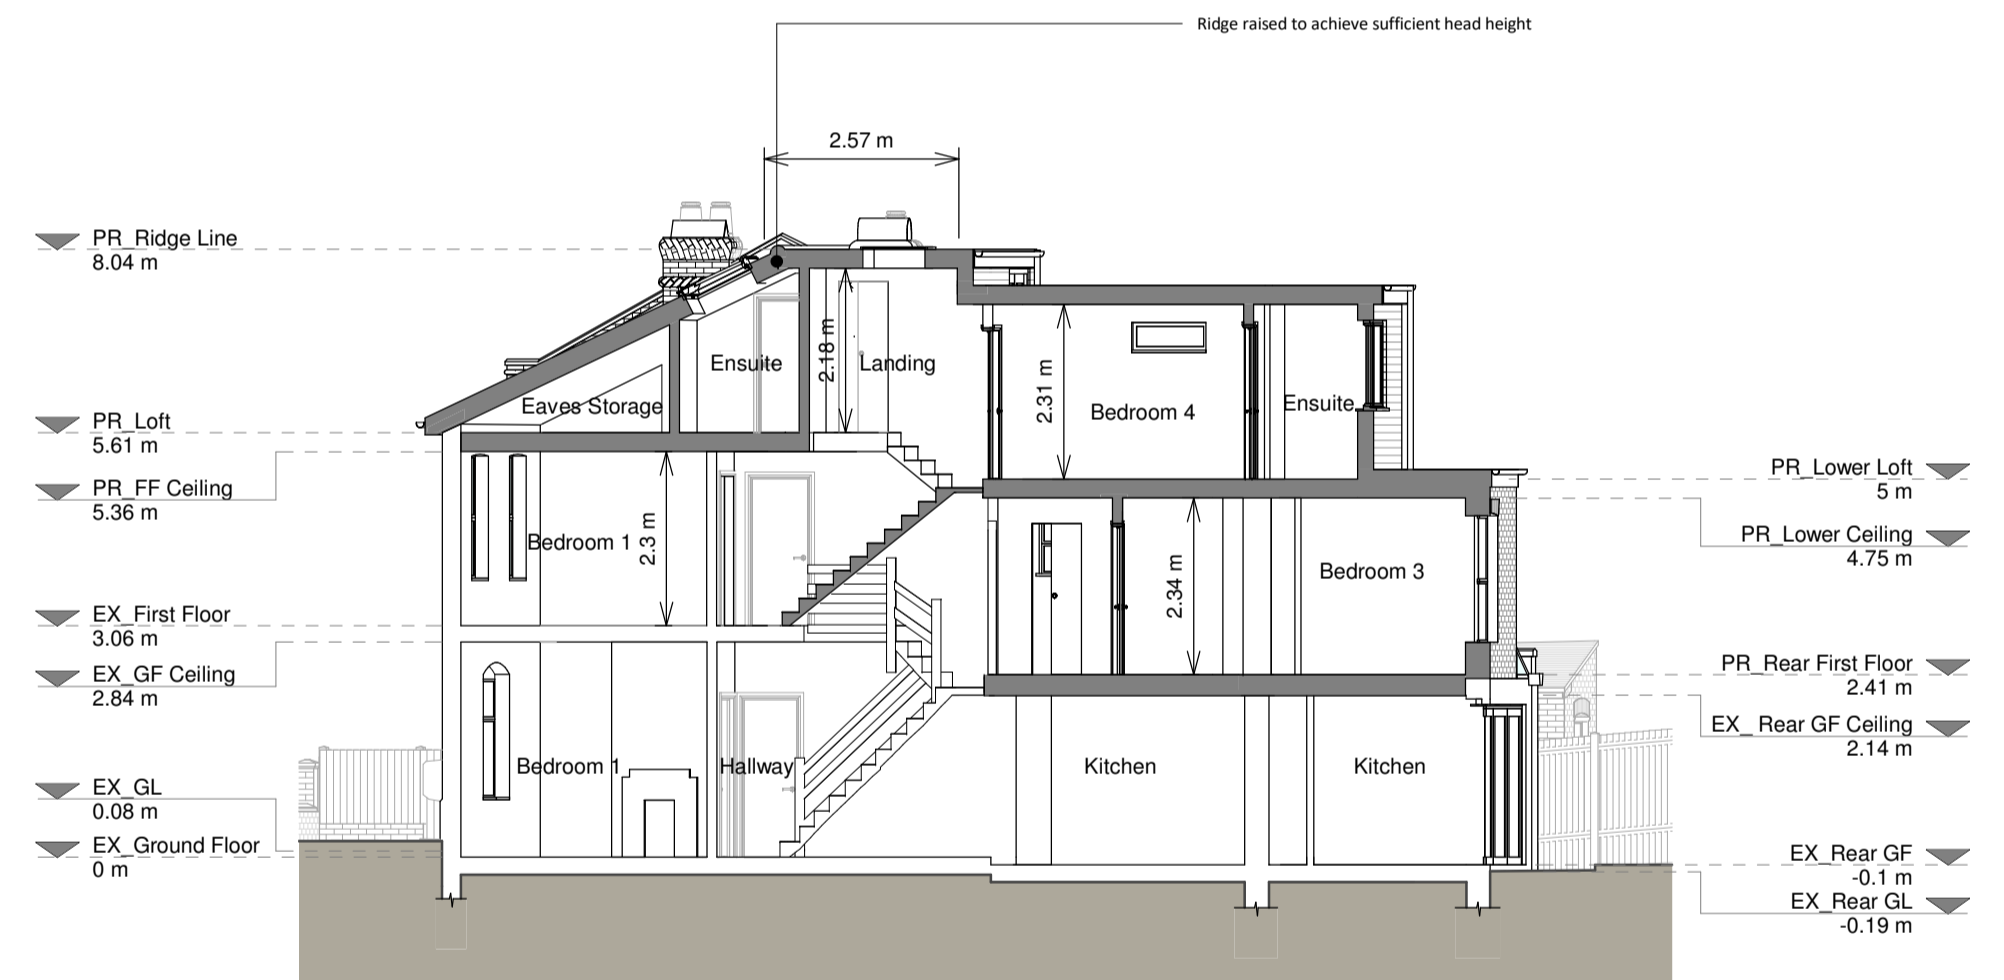 Ridge raised to achieve sufficient head height
2.57 m
PR_Ridge Line
8.04 m
PR_Loft
5.61 m
PR_FF Ceiling
5.36 m
EX_First Floor
3.06 m
EX_GF Ceiling
2.84 m
EX_GL
0.08 m
EX_Ground Floor
0 m
Eaves Storage
Ensuite
2.18 m
Landing
2.31 m
Bedroom 4
Ensuite
Bedroom 1
2.3 m
2.34 m
Bedroom 3
Bedroom 1
Hallway
Kitchen
Kitchen
PR_Lower Loft
5 m
PR_Lower Ceiling
4.75 m
PR_Rear First Floor
2.41 m
EX_ Rear GF Ceiling
2.14 m
EX_Rear GF
-0.1 m
EX_Rear GL
-0.19 m